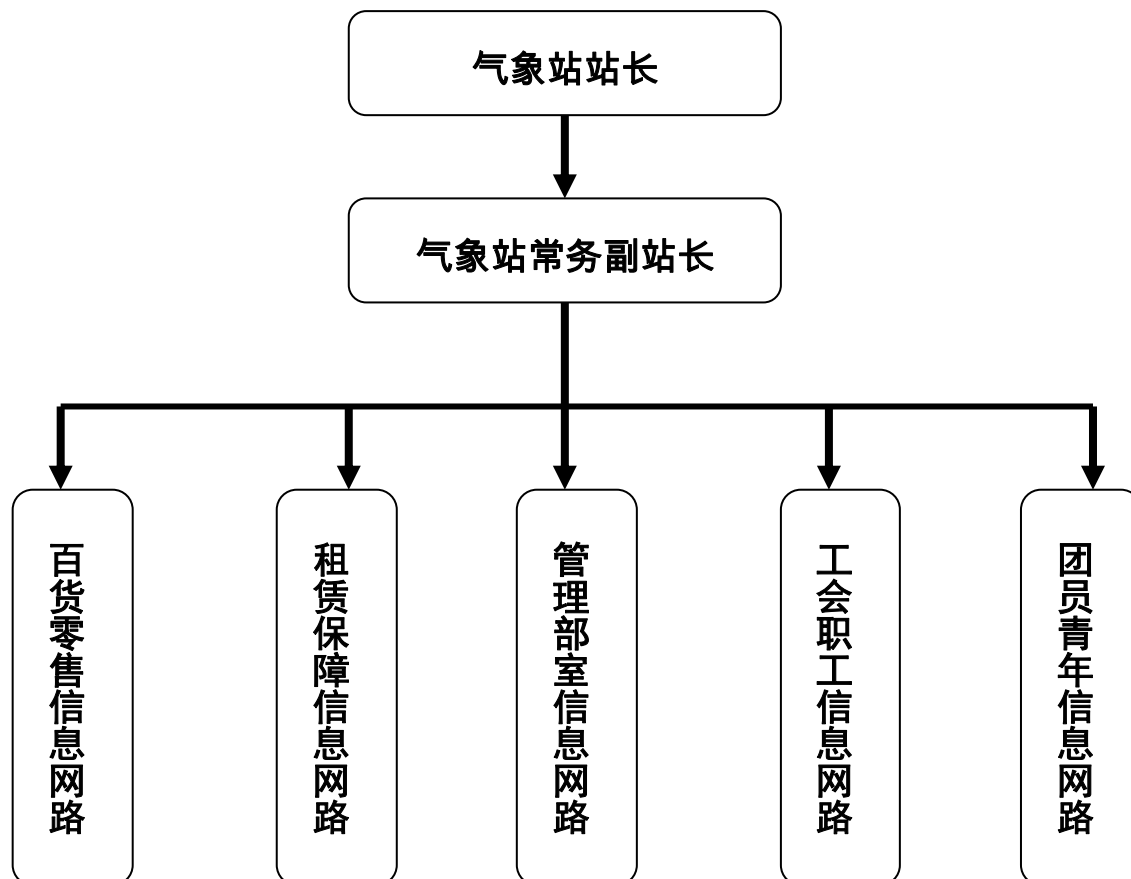 气象站站长
气象站常务副站长
百货零售信息网路
租赁保障信息网路
管理部室信息网路
工会职工信息网路
团员青年信息网路